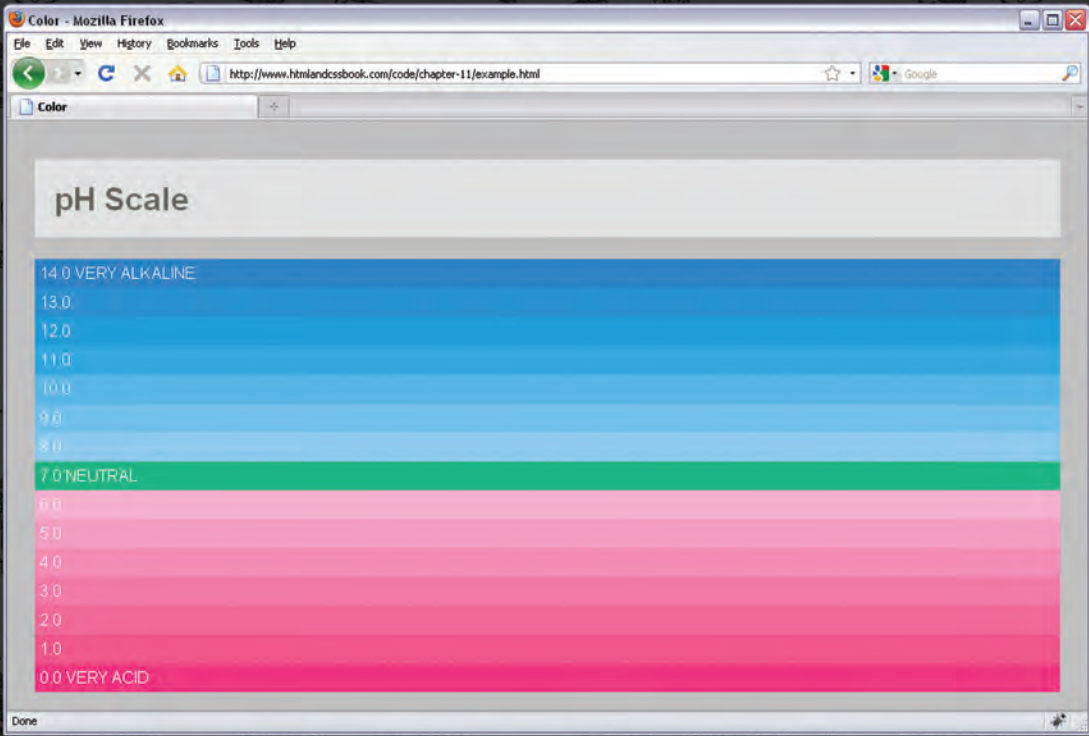 Color - Mozilla Firefox
File Edit View History Bookmarks Tools Help
http://www.htmlandcssbook.com/code/chapter-11/example.html
Google
Color
pH Scale
14.0 VERY ALKALINE
13.0
12.0
11.0
10.0
9.0
8.0
7.0 NEUTRAL
6.0
5.0
4.0
3.0
2.0
1.0
0.0 VERY ACID
Done